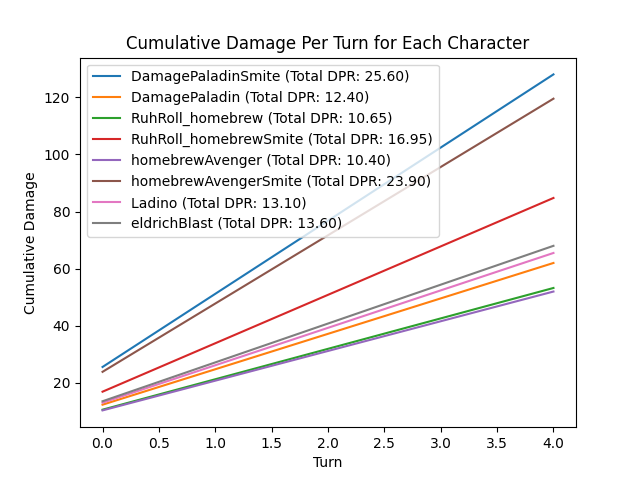 Cumulative Damage Per Turn for Each Character
DamagePaladinSmite (Total DPR: 25.60)
DamagePaladin (Total DPR: 12.40)
RuhRoll_homebrew (Total DPR: 10.65)
RuhRoll_homebrewSmite (Total DPR: 16.95)
homebrewAvenger (Total DPR: 10.40)
homebrewAvengerSmite (Total DPR: 23.90)
Ladino (Total DPR: 13.10)
eldrichBlast (Total DPR: 13.60)
Cumulative Damage
120
100
80
60
40
20
0.0 0.5 1.0 1.5 2.0 2.5 3.0 3.5 4.0
Turn